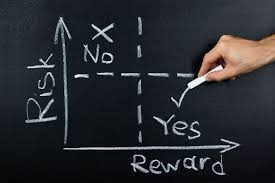 No
Yes
Risk
Reward